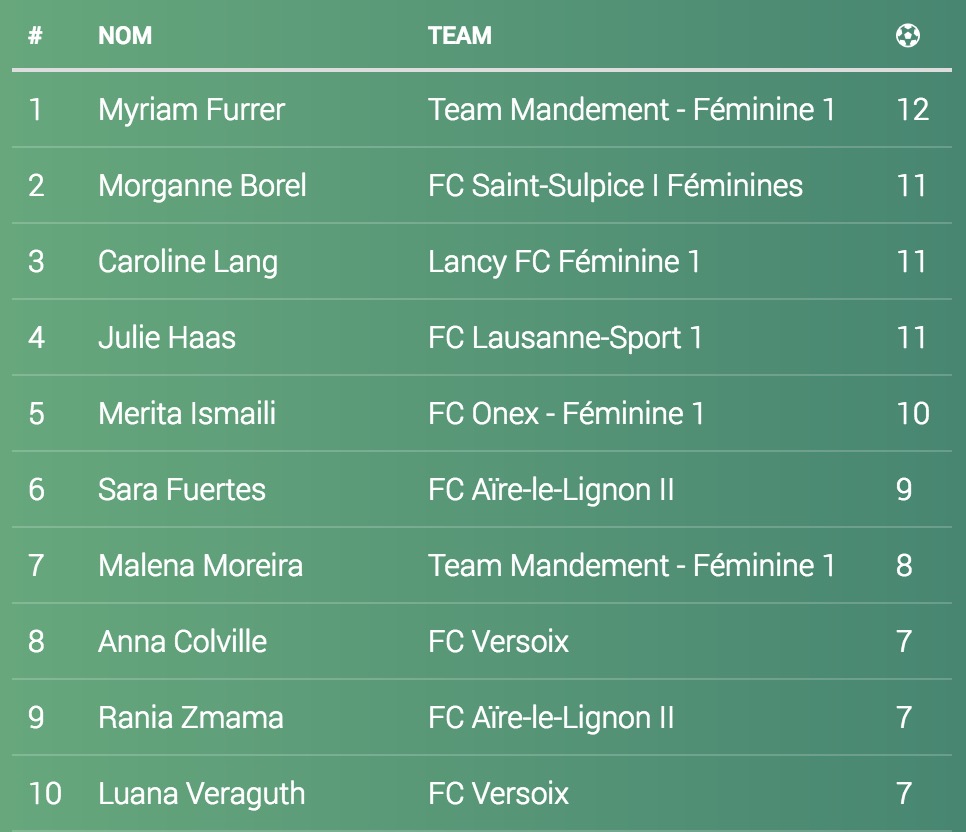 # NOM TEAM
1 Myriam Furrer Team Mandement - Féminine 1 12
2 Morganne Borel FC Saint-Sulpice I Féminines 11
3 Caroline Lang Lancy FC Féminine 1 11
4 Julie Haas FC Lausanne-Sport 1 11
5 Merita Ismaili FC Onex - Féminine 1 10
6 Sara Fuertes FC Aïre-le-Lignon II 9
7 Malena Moreira Team Mandement - Féminine 1 8
8 Anna Colville FC Versoix 7
9 Rania Zmama FC Aïre-le-Lignon II 7
10 Luana Veraguth FC Versoix 7